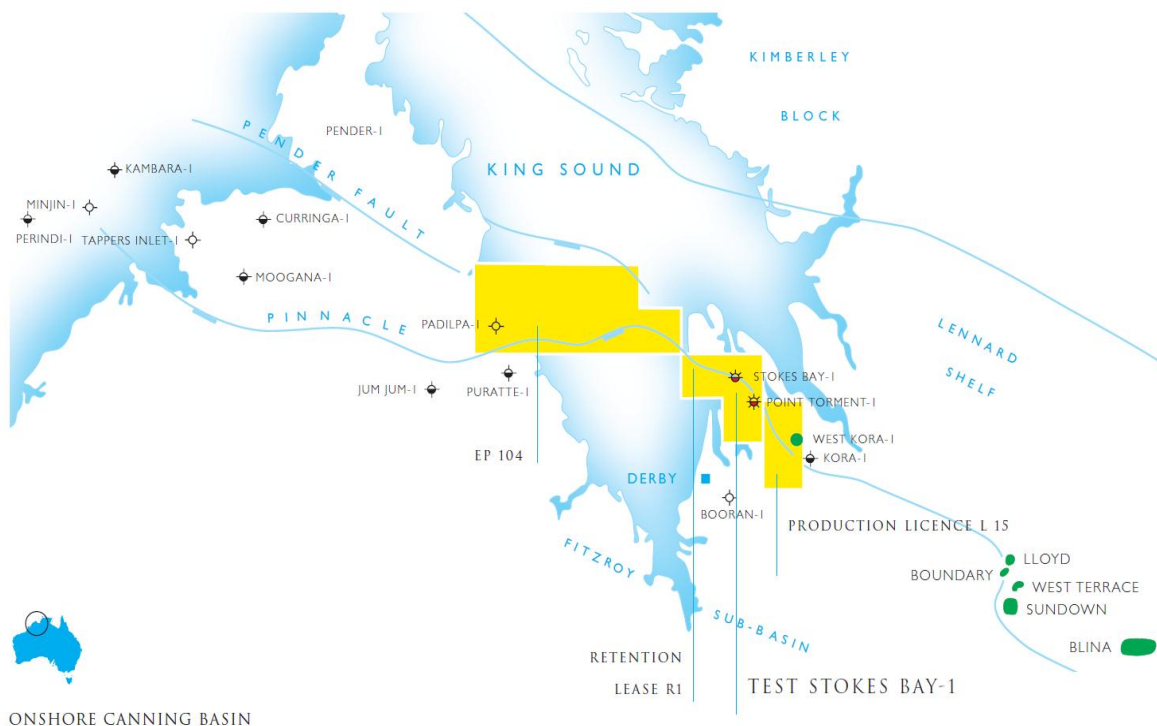 KIMBERLEY
BLOCK
PENDER-1
PENDER FAULT
KING SOUND
KAMBARA-1
MINJIN-1
PERINDI-1
TAPPERS INLET-1
CURRINGA-1
MOOGANA-1
PINNACLE
PADILPA-1
LENNARD
SHELF
JUM JUM-1
PURATTE-1
STOKES BAY-1
POINT TORMENT-1
WEST KORA-1
KORA-1
EP 104
DERBY
BOORAN-1
PRODUCTION LICENCE L 15
FITZROY
SUB-BASIN
LLOYD
BOUNDARY
WEST TERRACE
SUNDOWN
BLINA
RETENTION
LEASE R1
TEST STOKES BAY-1
ONSHORE CANNING BASIN